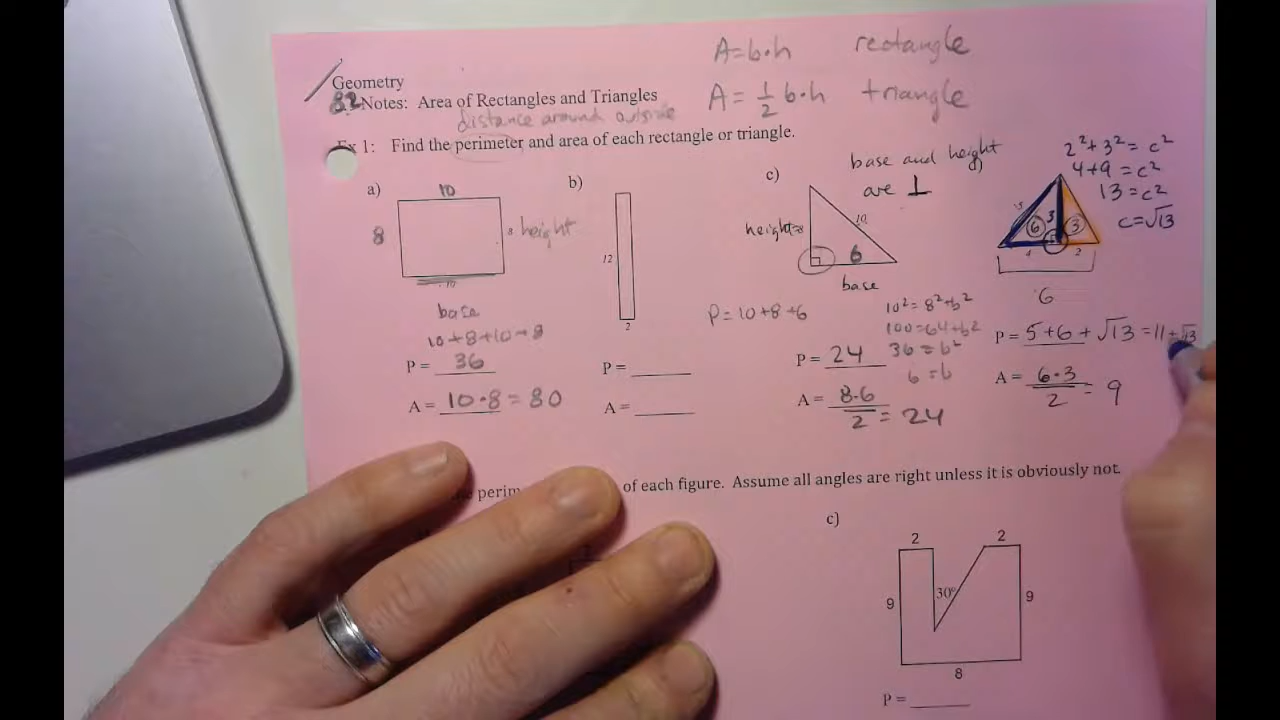 A = b·h rectangle
Geometry
8.2 Notes: Area of Rectangles and Triangles
A = 1/2 b·h triangle
distance around outside
Ex 1: Find the perimeter and area of each rectangle or triangle.
a)
10
8
8 height
10
base
10+8+10+8
P = 36
A = 10·8 = 80
b)
12
2
P =
A =
c)
base and height
are ⊥
height = 8
10
6
base
P = 10+8+6
10² = 8² + b²
100 = 64 + b²
36 = b²
6 = b
P = 24
A = 8·6/2 = 24
d)
2² + 3² = c²
4 + 9 = c²
13 = c²
c = √13
5
6
3
3
4
2
6
P = 5 + 6 + √13 = 11 + √13
A = 6·3/2 = 9
perim
of each figure. Assume all angles are right unless it is obviously not.
c)
2
2
30°
9
9
8
P =